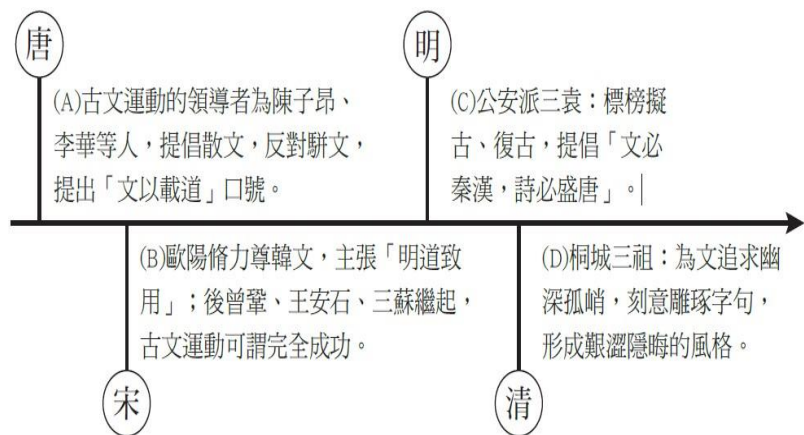 唐
(A)古文運動的領導者為陳子昂、
李華等人，提倡散文，反對駢文，
提出「文以載道」口號。
明
(C)公安派三袁：標榜擬
古、復古，提倡「文必
秦漢，詩必盛唐」。
(B)歐陽脩力尊韓文，主張「明道致
用」；後曾鞏、王安石、三蘇繼起，
古文運動可謂完全成功。
宋
(D)桐城三祖：為文追求幽
深孤峭，刻意雕琢字句，
形成艱澀隱晦的風格。
清